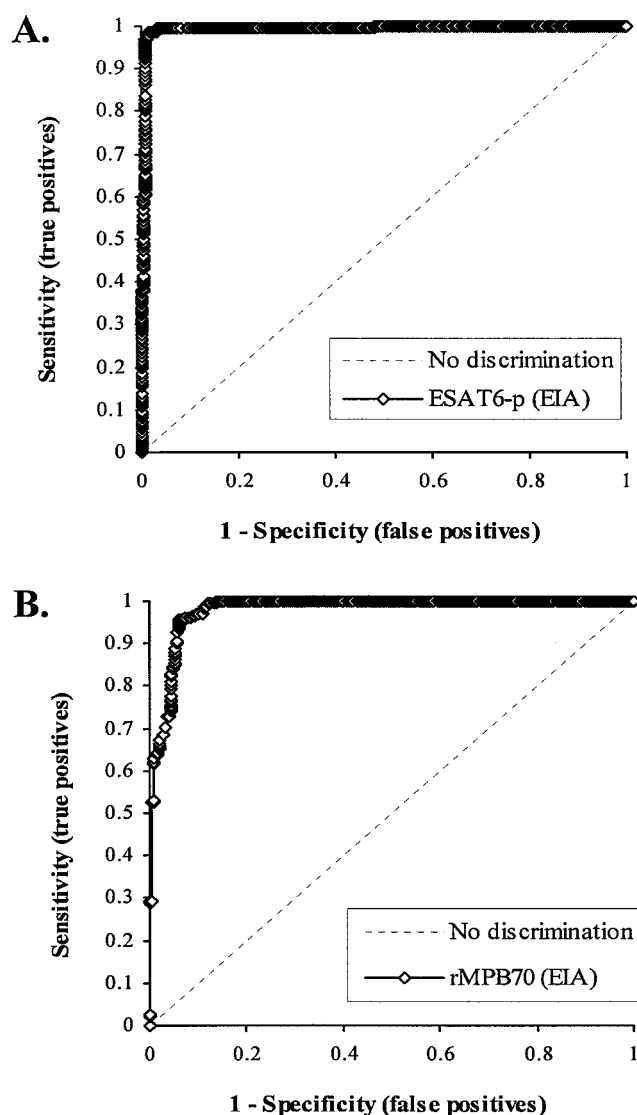 A.
Sensitivity (true positives)
1
0.9
0.8
0.7
0.6
0.5
0.4
0.3
0.2
0.1
0
0 0.2 0.4 0.6 0.8 1
No discrimination
ESAT6-p (EIA)
1 - Specificity (false positives)
B.
Sensitivity (true positives)
1
0.9
0.8
0.7
0.6
0.5
0.4
0.3
0.2
0.1
0
0 0.2 0.4 0.6 0.8 1
No discrimination
rMPB70 (EIA)
1 - Specificity (false positives)